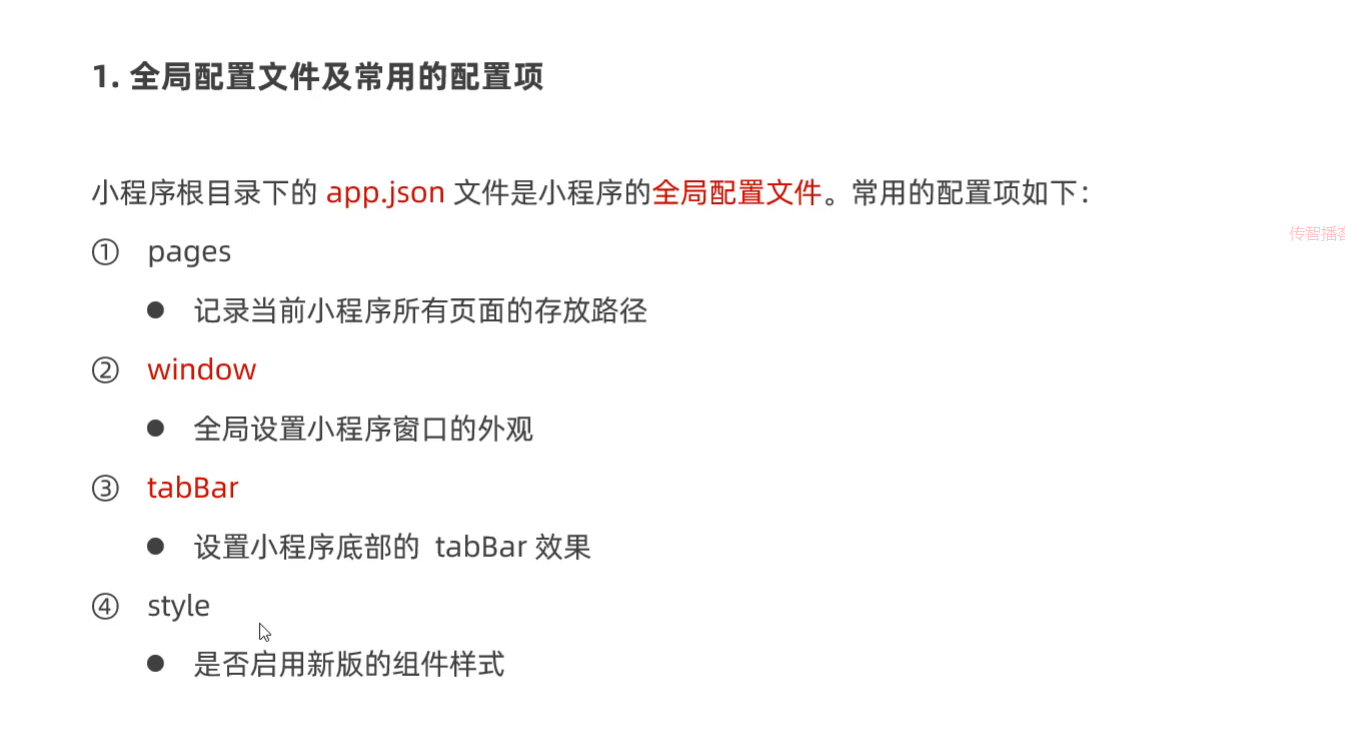 1. 全局配置文件及常用的配置项
小程序根目录下的 app.json 文件是小程序的全局配置文件。常用的配置项如下：
传智播客
① pages
● 记录当前小程序所有页面的存放路径
② window
● 全局设置小程序窗口的外观
③ tabBar
● 设置小程序底部的 tabBar 效果
④ style
● 是否启用新版的组件样式